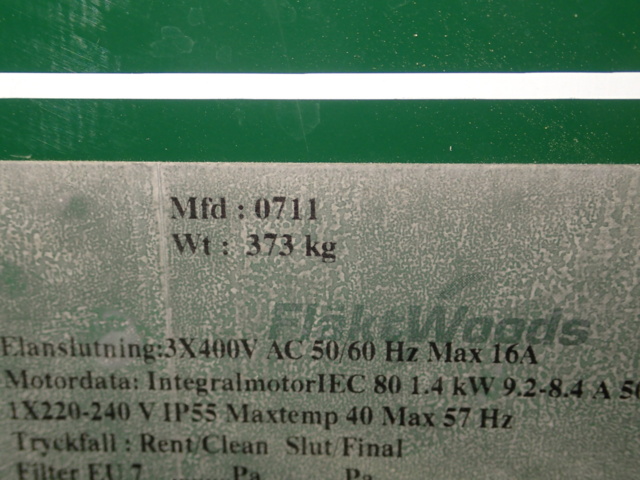 Mfd : 0711
Wt : 373 kg
FläktWoods
Elanslutning:3X400V AC 50/60 Hz Max 16A
Motordata: IntegralmotorIEC 80 1.4 kW 9.2-8.4 A
1X220-240 V IP55 Maxtemp 40 Max 57 Hz
Tryckfall : Rent/Clean Slut/Final
Filter EU 7 Pa Pa